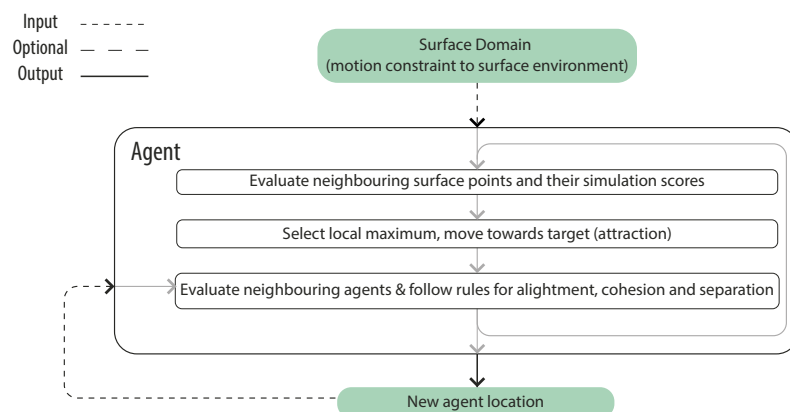 Input
Optional
Output
Surface Domain
(motion constraint to surface environment)
Agent
Evaluate neighbouring surface points and their simulation scores
Select local maximum, move towards target (attraction)
Evaluate neighbouring agents & follow rules for alightment, cohesion and separation
New agent location